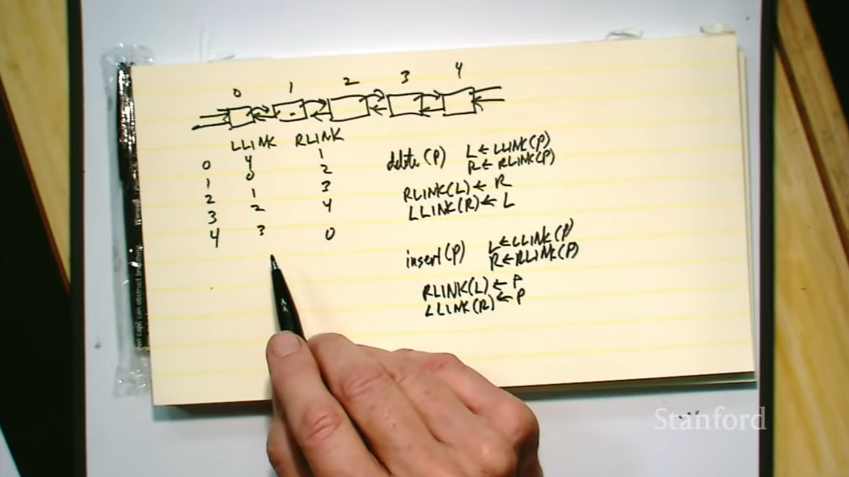 0 1 2 3 4
LLINK RLINK
0 4 1
1 0 2
2 1 3
3 2 4
4 3 0
delete(P) L ← LLINK(P)
R ← RLINK(P)
RLINK(L) ← R
LLINK(R) ← L
insert(P) L ← LLINK(P)
R ← RLINK(P)
RLINK(L) ← P
LLINK(R) ← P
Stanford